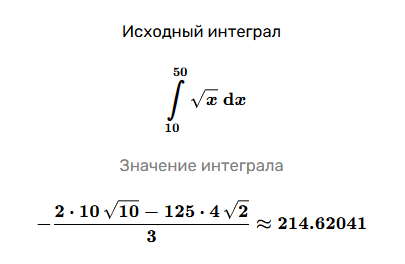 Исходный интеграл
∫₁₀⁵⁰ √x dx
Значение интеграла
−(2 · 10√10 − 125 · 4√2)/3 ≈ 214.62041